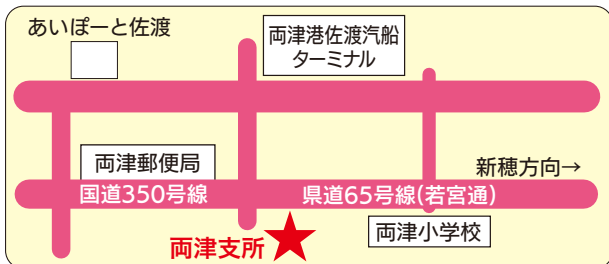 あいぽーと佐渡
両津港佐渡汽船
ターミナル
両津郵便局
新穂方向→
国道350号線
県道65号線(若宮通)
両津支所
両津小学校